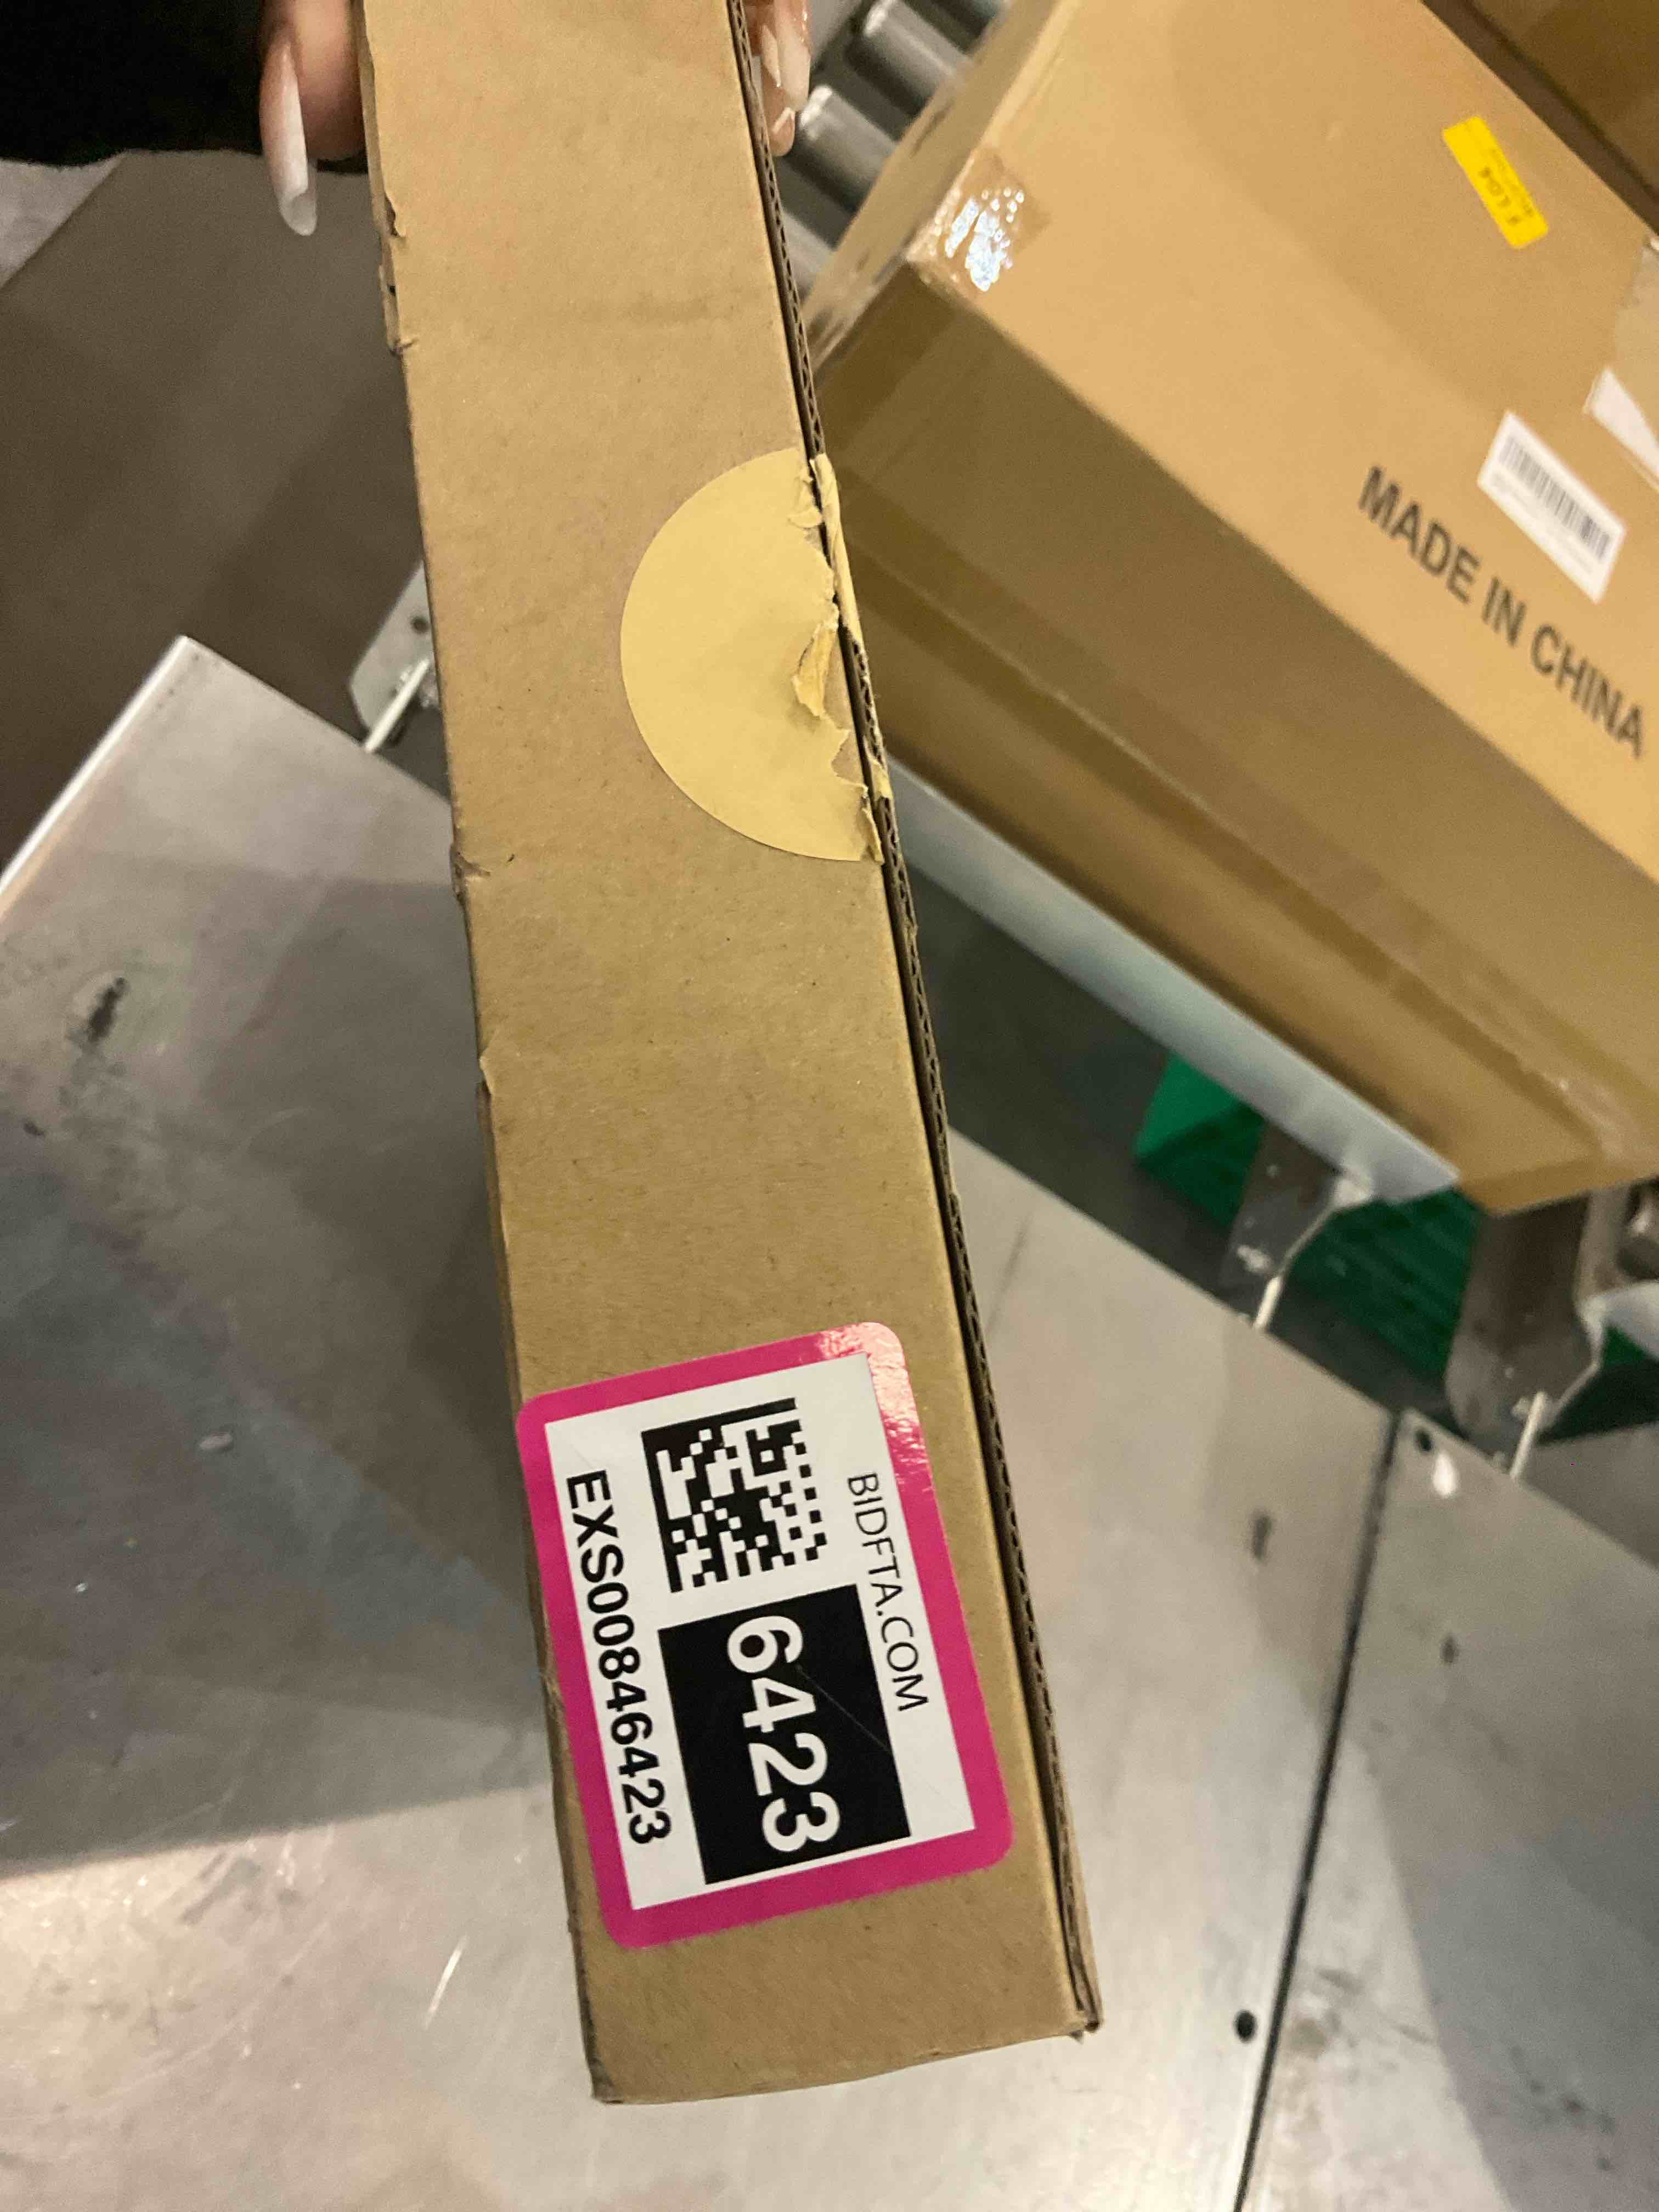 BIDFTA.COM
6423
EXS00846423
MADE IN CHINA